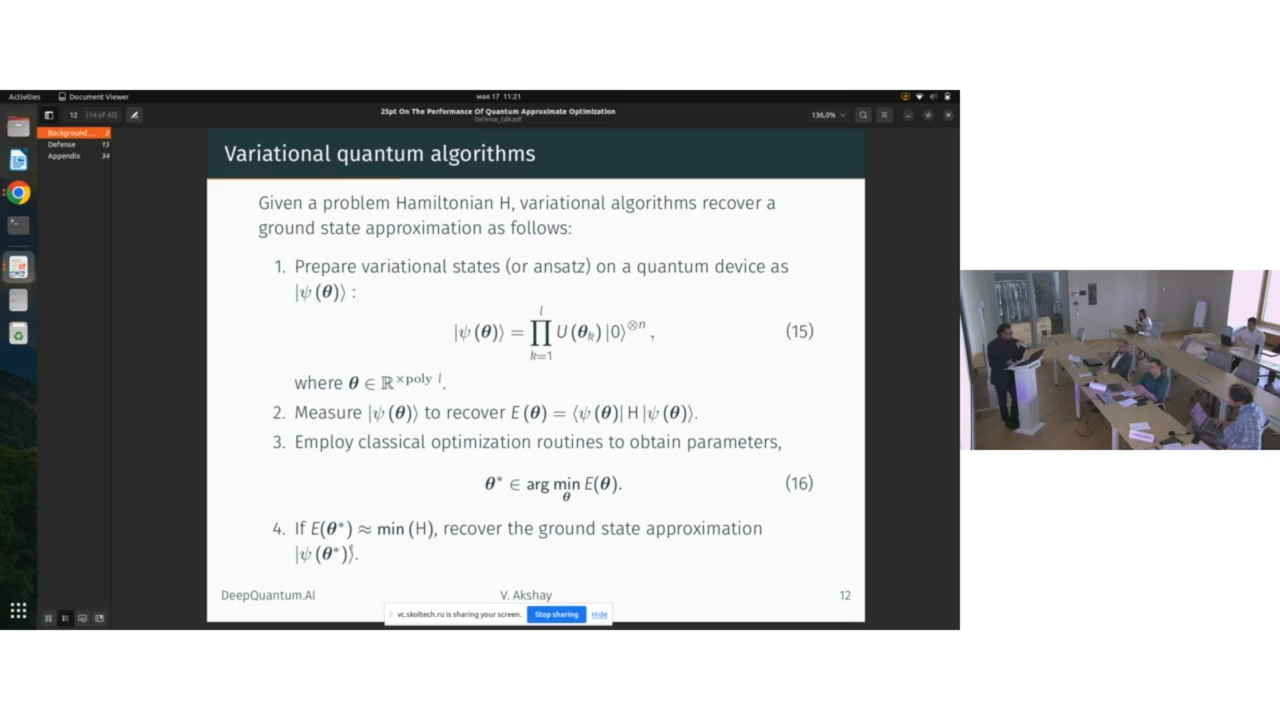 Activities Document Viewer мая 17 11:21
12 (14 of 45) 25pt On The Performance Of Quantum Approximate Optimization 136,0%
Defense_talk.pdf
Background ... 2
Defense 15
Appendix 34
Variational quantum algorithms
Given a problem Hamiltonian H, variational algorithms recover a
ground state approximation as follows:
1. Prepare variational states (or ansatz) on a quantum device as
|ψ (θ)⟩ :
|ψ (θ)⟩ = ∏_{k=1}^{l} U(θ_k) |0⟩^{⊗n} , (15)
where θ ∈ ℝ^{×poly l}.
2. Measure |ψ (θ)⟩ to recover E (θ) = ⟨ψ (θ)| H |ψ (θ)⟩.
3. Employ classical optimization routines to obtain parameters,
θ* ∈ arg min_θ E(θ). (16)
4. If E(θ*) ≈ min (H), recover the ground state approximation
|ψ (θ*)⟩.
DeepQuantum.AI V. Akshay 12
vc.skoltech.ru is sharing your screen. Stop sharing Hide